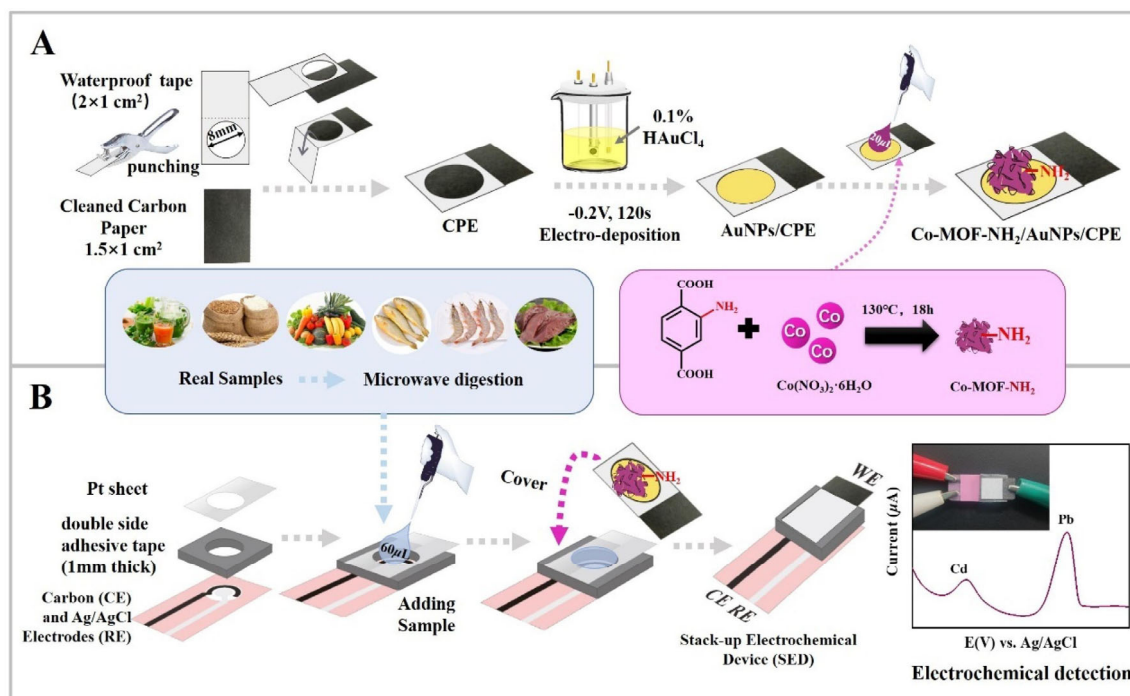 A
Waterproof tape
(2×1 cm²)
8mm
punching
Cleaned Carbon
Paper
1.5×1 cm²
CPE
0.1%
HAuCl₄
-0.2V, 120s
Electro-deposition
AuNPs/CPE
20μl
NH₂
Co-MOF-NH₂/AuNPs/CPE
Real Samples
Microwave digestion
COOH
NH₂
COOH
Co
Co
Co
Co(NO₃)₂·6H₂O
130℃, 18h
NH₂
Co-MOF-NH₂
B
Pt sheet
double side
adhesive tape
(1mm thick)
Carbon (CE)
and Ag/AgCl
Electrodes (RE)
60μL
Adding
Sample
Cover
NH₂
WE
CE RE
Stack-up Electrochemical
Device (SED)
Current (μA)
Cd
Pb
E(V) vs. Ag/AgCl
Electrochemical detection